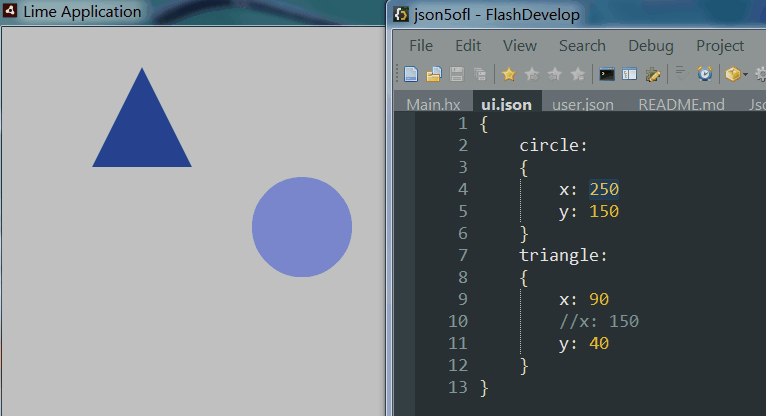 Lime Application
json5ofl - FlashDevelop
File Edit View Search Debug Project
Main.hx ui.json user.json README.md
1 {
2 circle:
3 {
4 x: 250
5 y: 150
6 }
7 triangle:
8 {
9 x: 90
10 //x: 150
11 y: 40
12 }
13 }